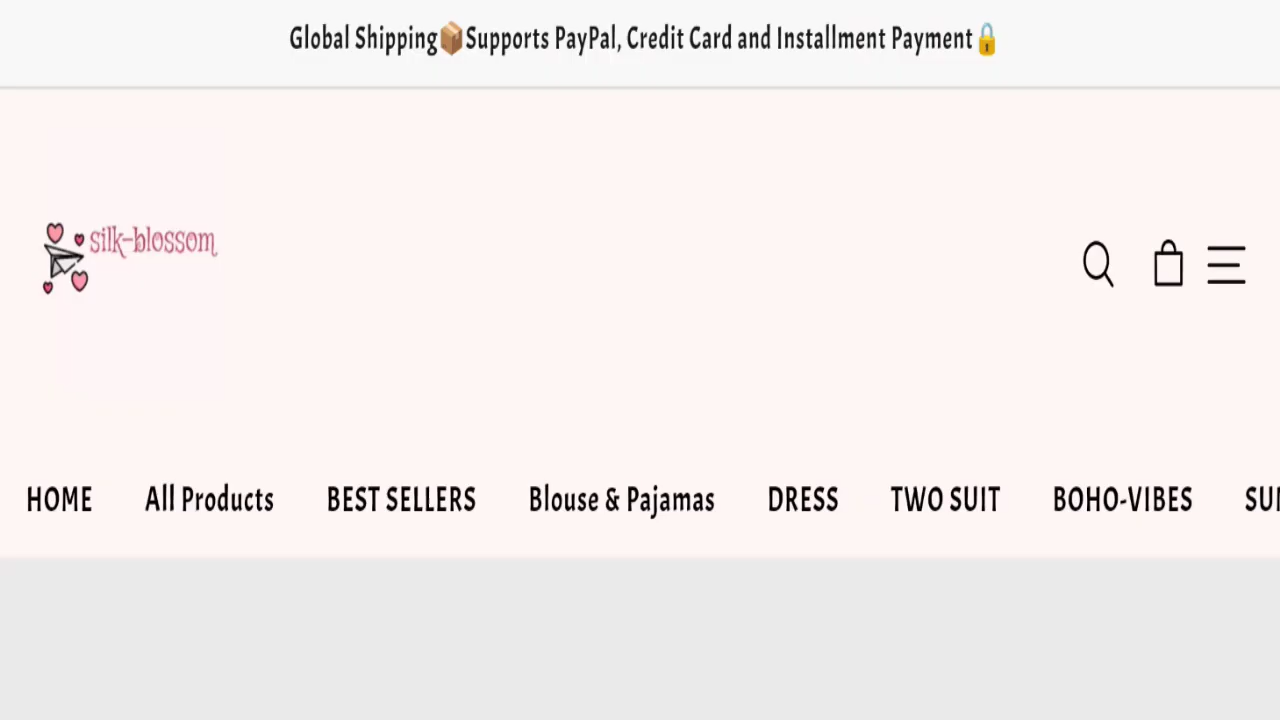 Global Shipping📦Supports PayPal, Credit Card and Installment Payment🔒
silk-blossom
HOME All Products BEST SELLERS Blouse & Pajamas DRESS TWO SUIT BOHO-VIBES